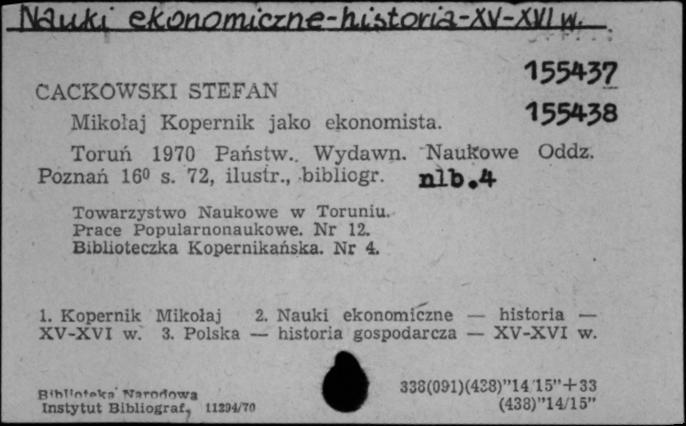 Nauki ekonomiczne-historia-XV-XVI w.
155437
CACKOWSKI STEFAN
155438
Mikołaj Kopernik jako ekonomista.
Toruń 1970 Państw. Wydawn. Naukowe Oddz.
Poznań 16⁰ s. 72, ilustr., bibliogr. nlb.4
Towarzystwo Naukowe w Toruniu.
Prace Popularnonaukowe. Nr 12.
Biblioteczka Kopernikańska. Nr 4.
1. Kopernik Mikołaj 2. Nauki ekonomiczne — historia —
XV-XVI w. 3. Polska — historia gospodarcza — XV-XVI w.
338(091)(438)"14/15"+33
Biblioteka Narodowa
(438)"14/15"
Instytut Bibliograf. 11294/70